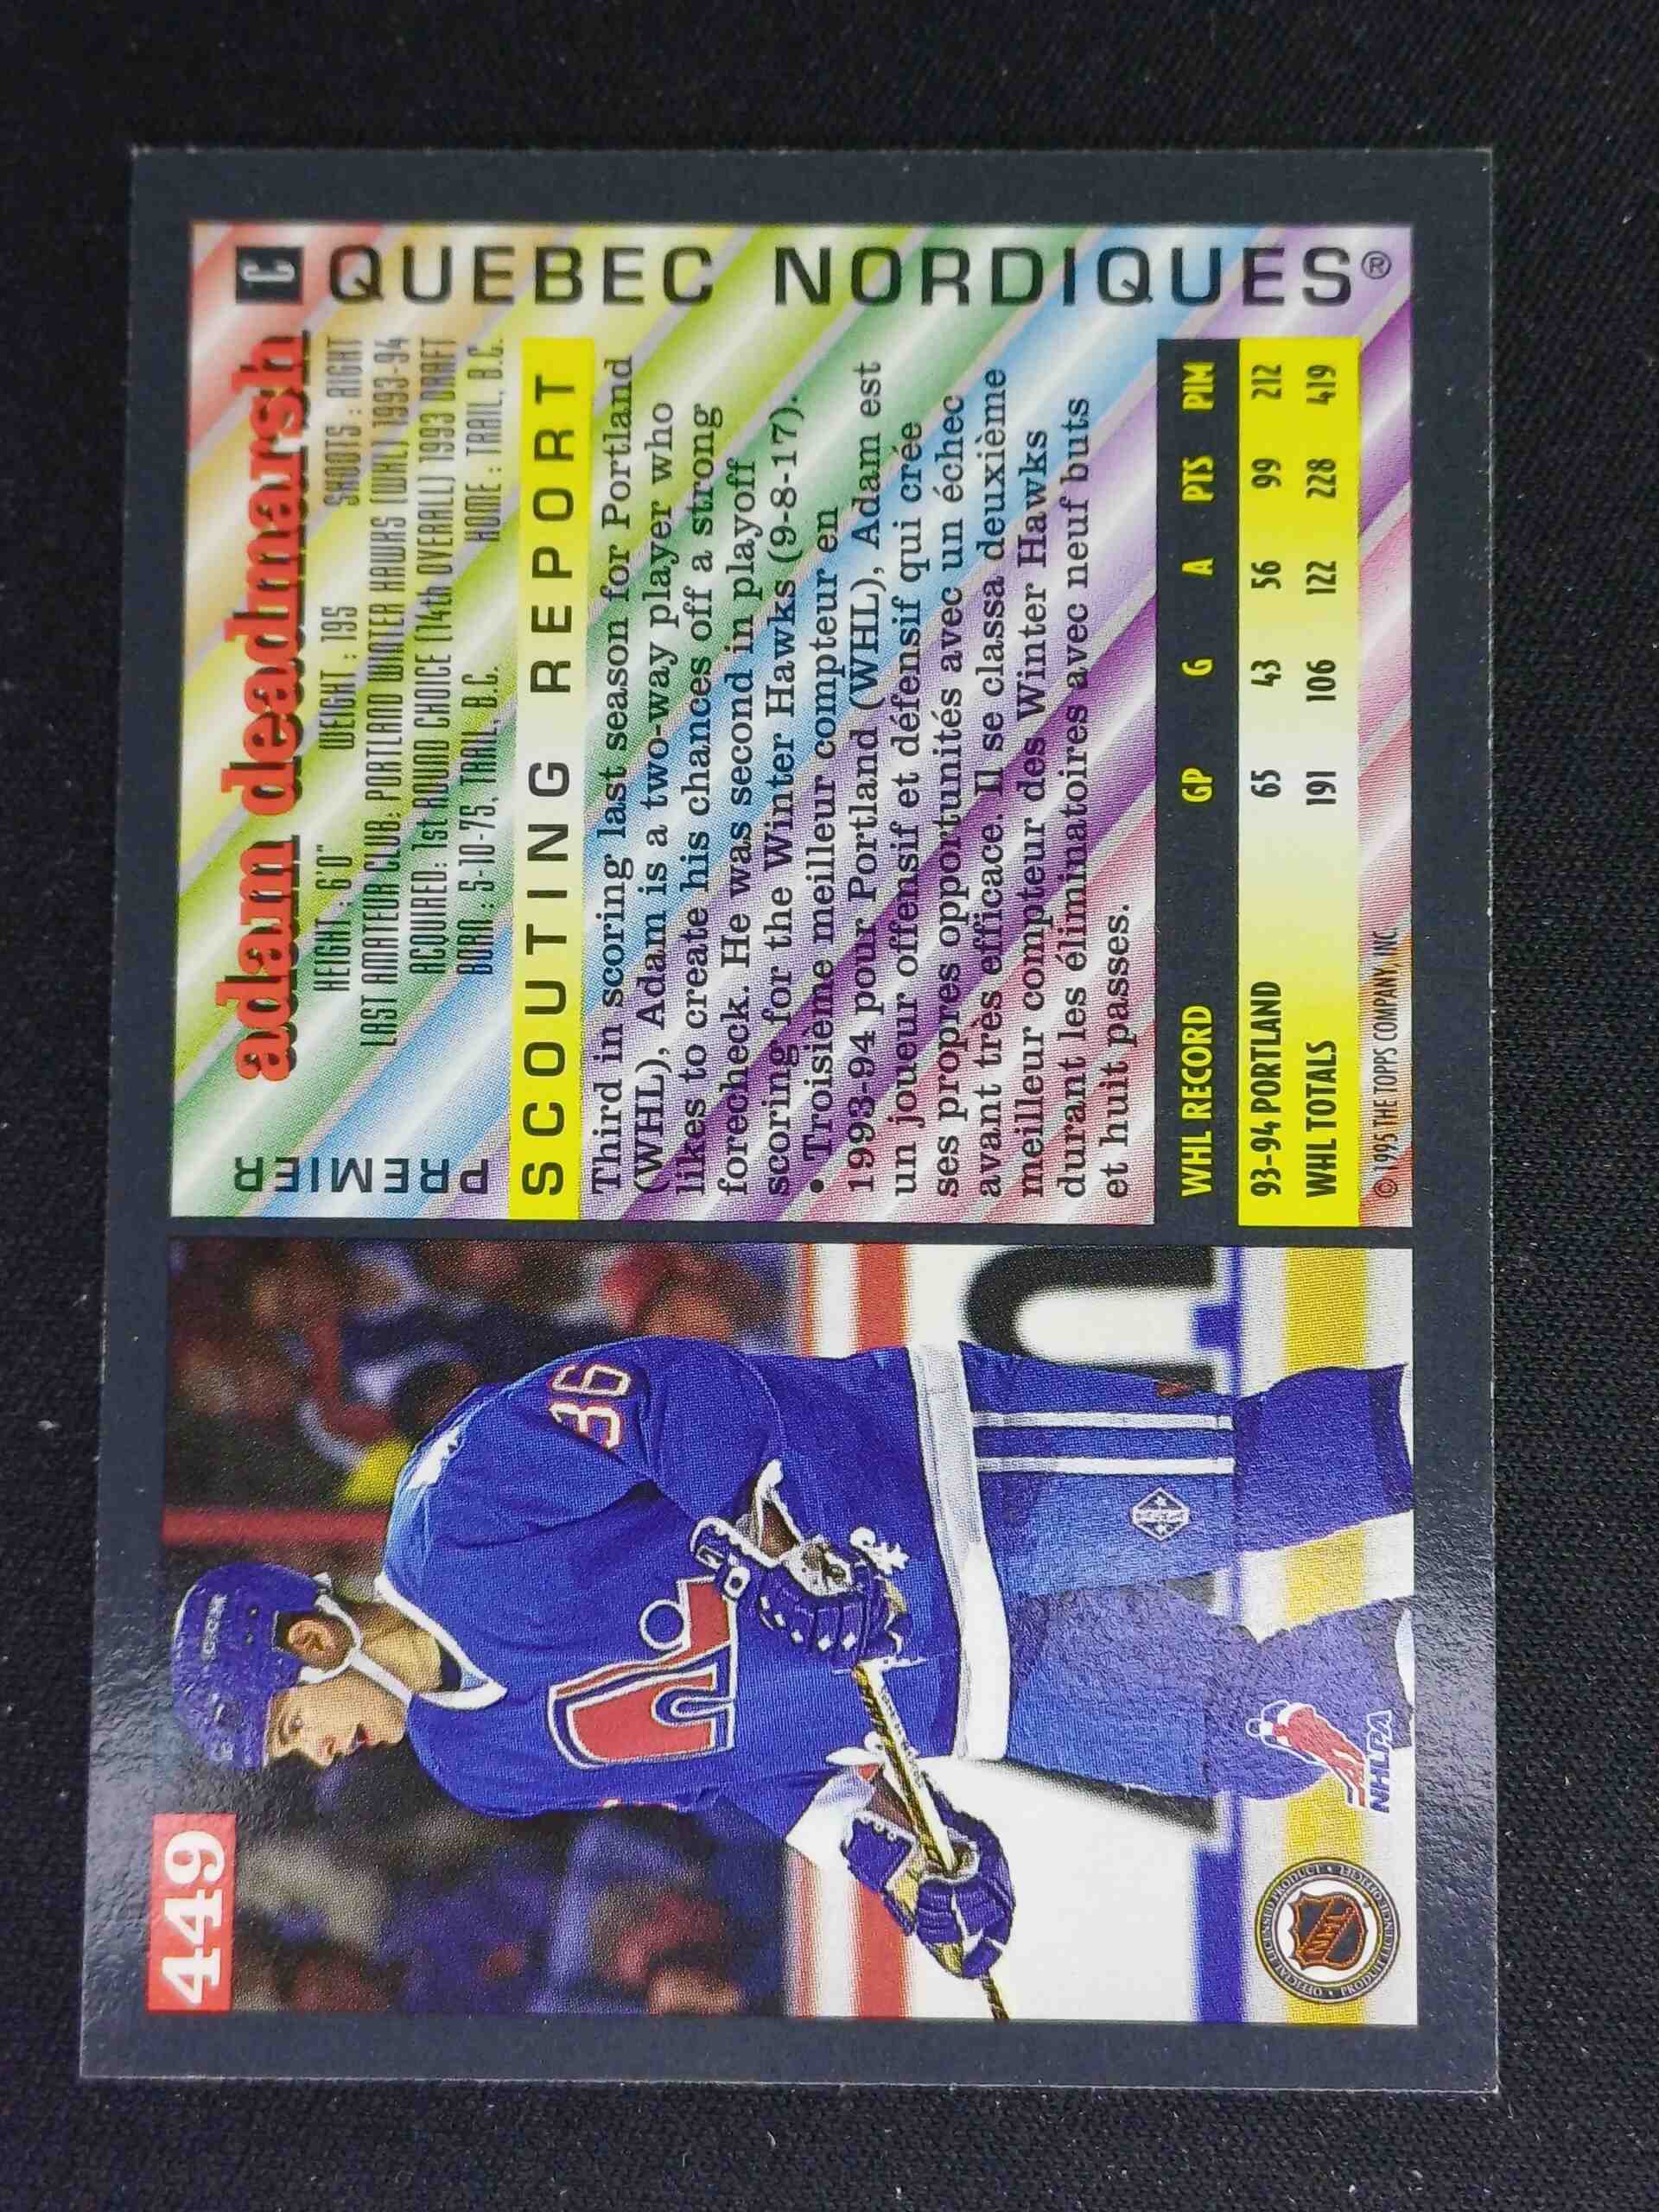 449
36
NHLPA
NHL
OFFICIAL LICENSED PRODUCT
PREMIER
adam deadmarsh C
HEIGHT : 6'0" WEIGHT : 195 SHOOTS : RIGHT
LAST AMATEUR CLUB: PORTLAND WINTER HAWKS (WHL) 1993-94
ACQUIRED: 1st ROUND CHOICE (14th OVERALL) 1993 DRAFT
BORN : 5-10-75, TRAIL, B.C. HOME : TRAIL, B.C.
QUEBEC NORDIQUES®
SCOUTING REPORT
Third in scoring last season for Portland
(WHL), Adam is a two-way player who
likes to create his chances off a strong
forecheck. He was second in playoff
scoring for the Winter Hawks (9-8-17).
• Troisième meilleur compteur en
1993-94 pour Portland (WHL), Adam est
un joueur offensif et défensif qui crée
ses propres opportunités avec un échec
avant très efficace. Il se classa deuxième
meilleur compteur des Winter Hawks
durant les éliminatoires avec neuf buts
et huit passes.
WHL RECORD GP G A PTS PIM
93-94 PORTLAND 65 43 56 99 212
WHL TOTALS 191 106 122 228 419
© 1995 THE TOPPS COMPANY, INC